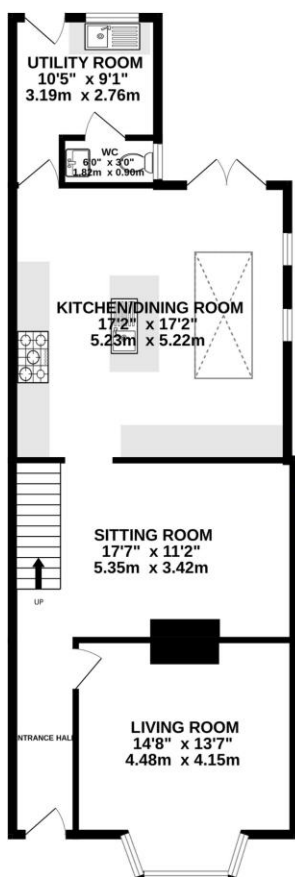 UTILITY ROOM
10'5" x 9'1"
3.19m x 2.76m
WC
6'0" x 3'0"
1.82m x 0.90m
KITCHEN/DINING ROOM
17'2" x 17'2"
5.23m x 5.22m
SITTING ROOM
17'7" x 11'2"
5.35m x 3.42m
UP
ENTRANCE HALL
LIVING ROOM
14'8" x 13'7"
4.48m x 4.15m